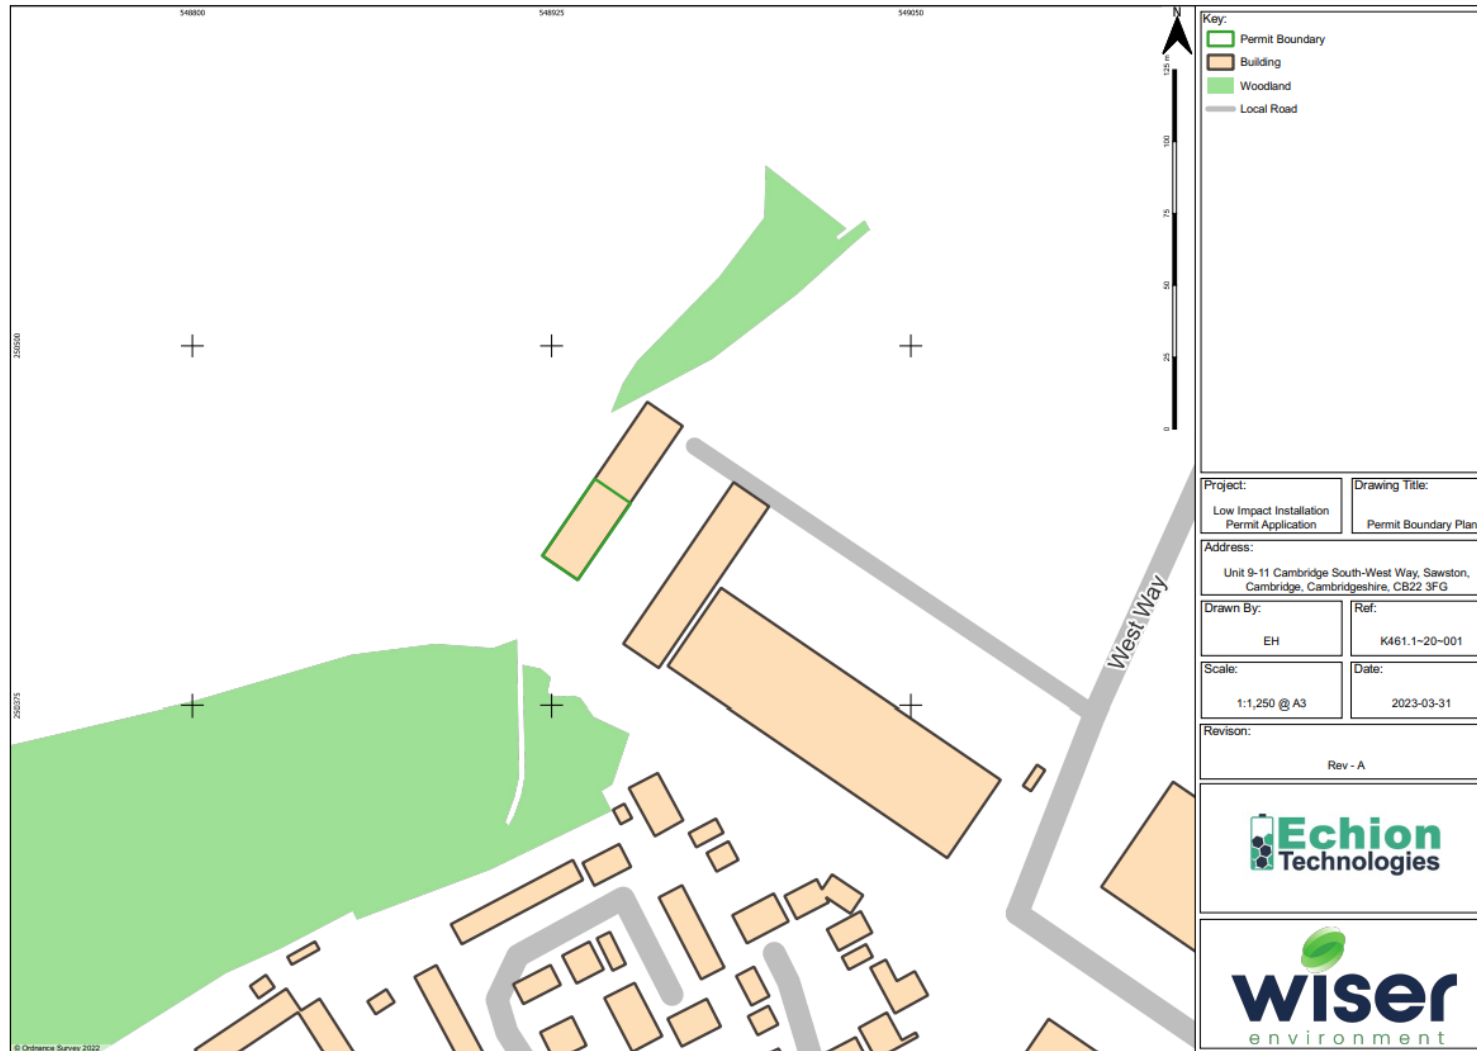 548800
548925
549050
N
125 m
100
75
50
25
0
250500
250375
West Way
© Ordnance Survey 2022
Key:
Permit Boundary
Building
Woodland
Local Road
Project:
Low Impact Installation
Permit Application
Drawing Title:
Permit Boundary Plan
Address:
Unit 9-11 Cambridge South-West Way, Sawston,
Cambridge, Cambridgeshire, CB22 3FG
Drawn By:
EH
Ref:
K461.1~20~001
Scale:
1:1,250 @ A3
Date:
2023-03-31
Revison:
Rev - A
Echion
Technologies
wiser
environment